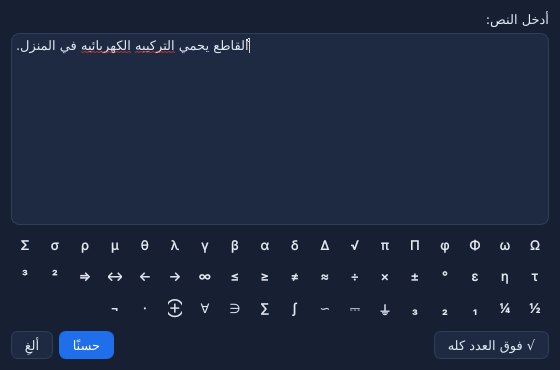 أدخل النص:
القاطع يحمي التركيبه الكهربائيه في المنزل.
Ω ω Φ φ Π π √ Δ δ α β γ λ θ μ ρ σ Σ
τ η ε ° ± × ÷ ≈ ≠ ≥ ≤ ∞ → ← ↔ ⇒ ² ³
½ ¼ ₁ ₂ ₃ ⏚ ⎓ ∼ ∫ ∑ ∋ ∀ ⊕ · ¬
√ فوق العدد كله حسنًا ألغِ